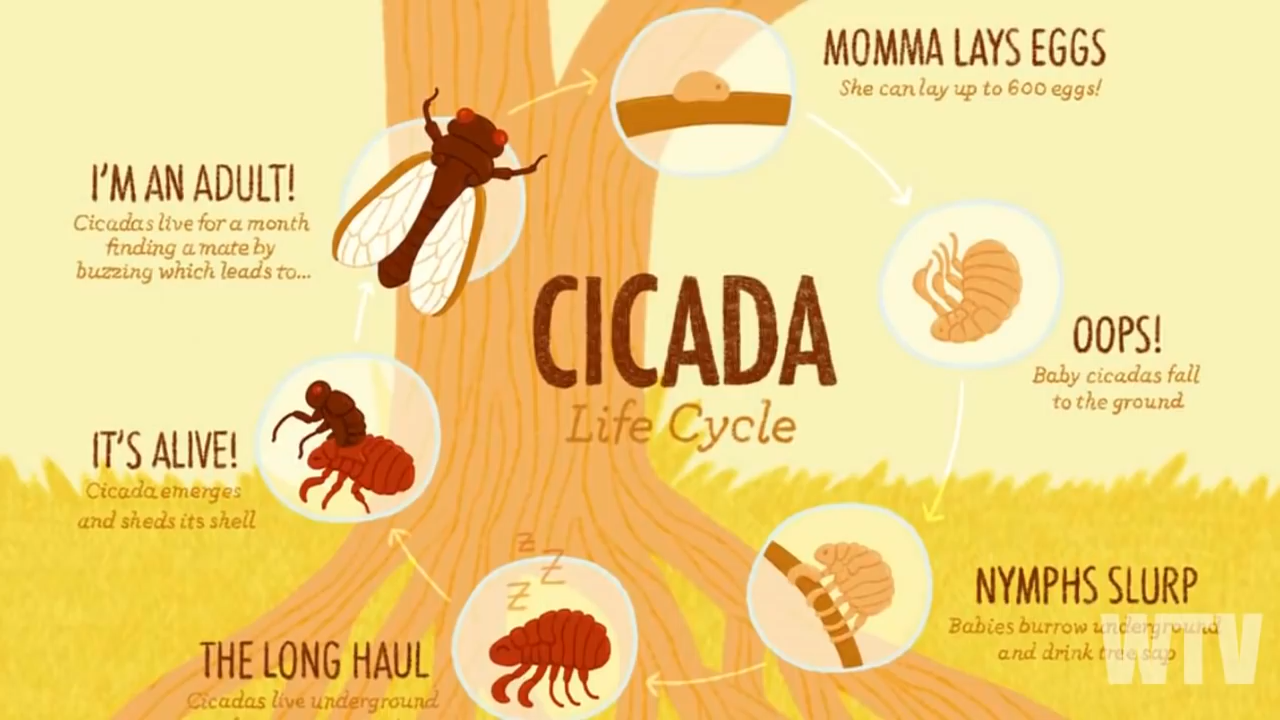 MOMMA LAYS EGGS
She can lay up to 600 eggs!
I'M AN ADULT!
Cicadas live for a month
finding a mate by
buzzing which leads to...
CICADA
Life Cycle
OOPS!
Baby cicadas fall
to the ground
IT'S ALIVE!
Cicada emerges
and sheds its shell
Z
Z
Z
NYMPHS SLURP
Babies burrow underground
and drink tree sap
WTV
THE LONG HAUL
Cicadas live underground